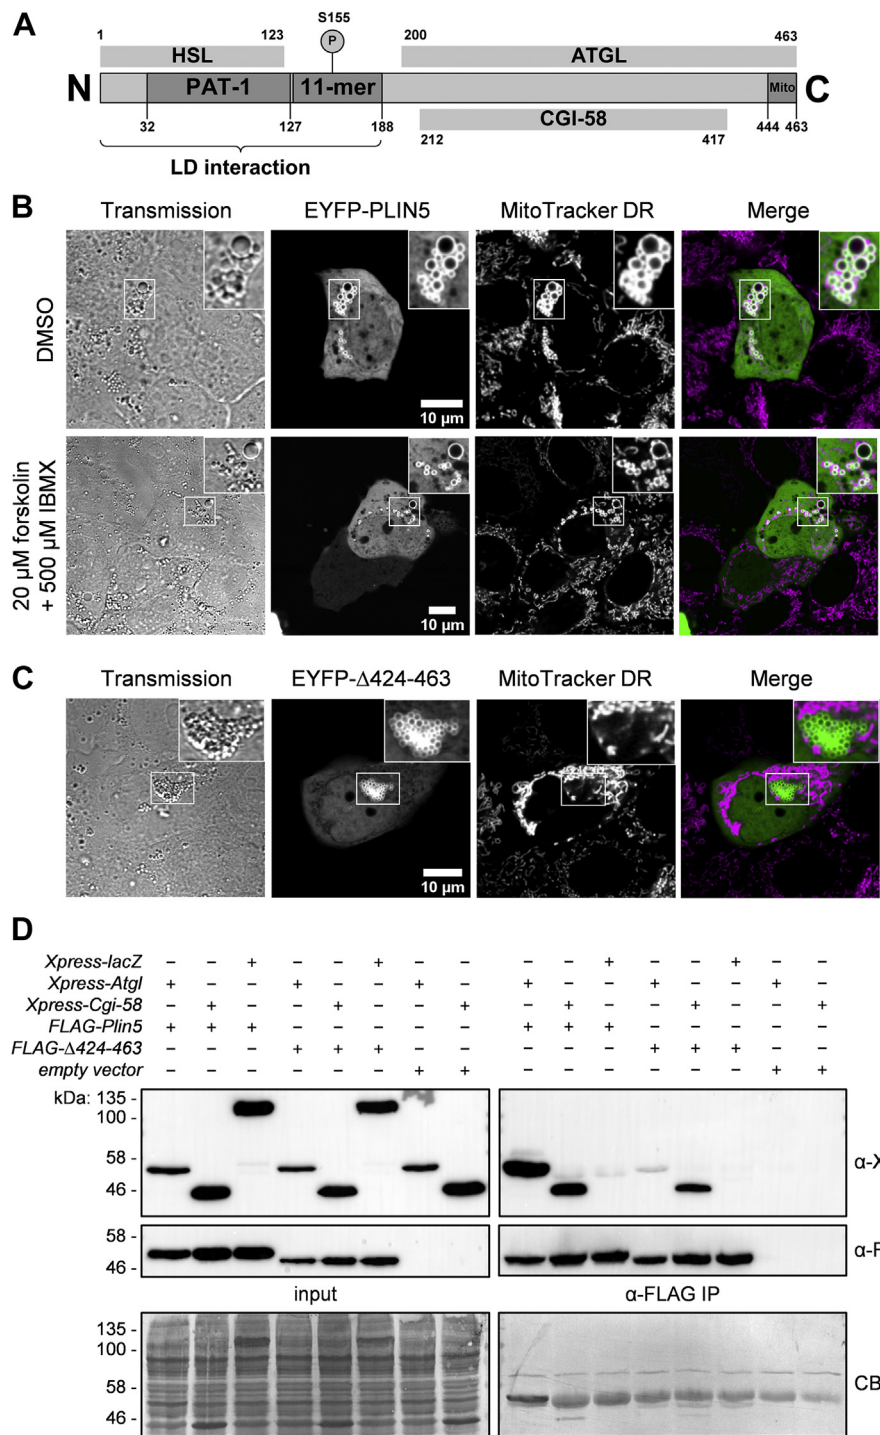 A
S155
P
1 123 200 463
HSL ATGL
N PAT-1 11-mer Mito C
CGI-58
32 127 188 212 417 444 463
LD interaction
B
Transmission EYFP-PLIN5 MitoTracker DR Merge
DMSO
10 µm
20 µM forskolin
+ 500 µM IBMX
10 µm
C
Transmission EYFP-Δ424-463 MitoTracker DR Merge
10 µm
D
Xpress-lacZ – – + – – + – – – – + – – + – –
Xpress-Atgl + – – + – – + – + – – + – – + –
Xpress-Cgi-58 – + – – + – – + – + – – + – – +
FLAG-Plin5 + + + – – – – – + + + – – – – –
FLAG-Δ424-463 – – – + + + – – – – – + + + – –
empty vector – – – – – – + + – – – – – – + +
kDa: 135 -
100 -
58 -
46 -
α-X
58 -
46 -
α-F
input α-FLAG IP
135 -
100 -
58 -
46 -
CB